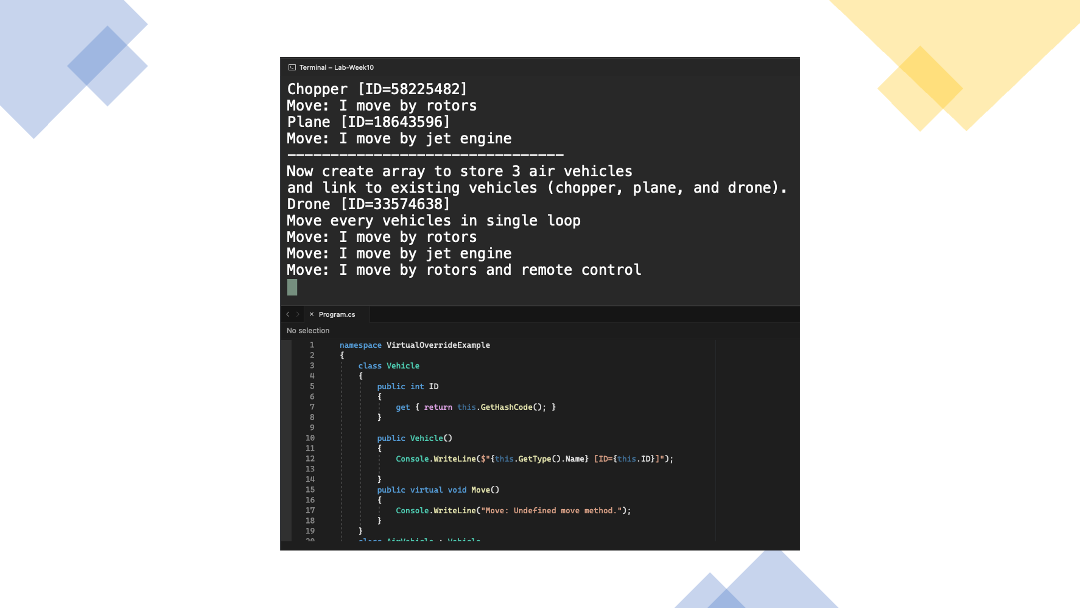 Terminal – Lab-Week10
Chopper [ID=58225482]
Move: I move by rotors
Plane [ID=18643596]
Move: I move by jet engine
--------------------------------
Now create array to store 3 air vehicles
and link to existing vehicles (chopper, plane, and drone).
Drone [ID=33574638]
Move every vehicles in single loop
Move: I move by rotors
Move: I move by jet engine
Move: I move by rotors and remote control
Program.cs
No selection
1 namespace VirtualOverrideExample
2 {
3 class Vehicle
4 {
5 public int ID
6 {
7 get { return this.GetHashCode(); }
8 }
9
10 public Vehicle()
11 {
12 Console.WriteLine($"{this.GetType().Name} [ID={this.ID}]");
13
14 }
15 public virtual void Move()
16 {
17 Console.WriteLine("Move: Undefined move method.");
18 }
19 }
20 class AirVehicle : Vehicle